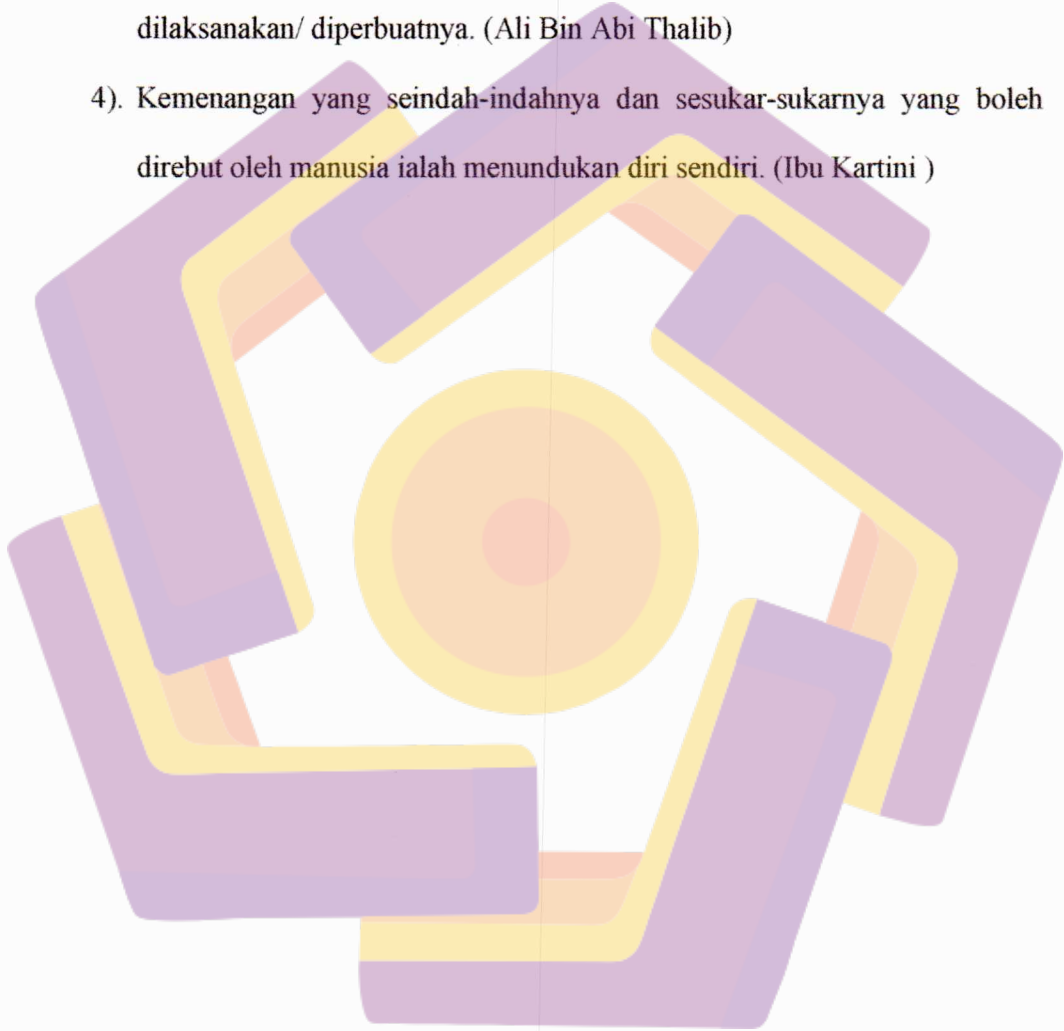 dilaksanakan/ diperbuatnya. (Ali Bin Abi Thalib)
4). Kemenangan yang seindah-indahnya dan sesukar-sukarnya yang boleh
direbut oleh manusia ialah menundukan diri sendiri. (Ibu Kartini )